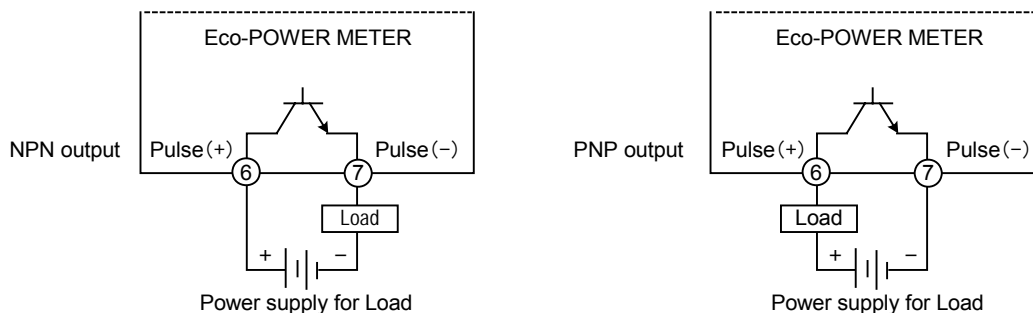 Eco-POWER METER
NPN output
Pulse(+)
6
7
Pulse(−)
Load
+
−
Power supply for Load
Eco-POWER METER
PNP output
Pulse(+)
6
7
Pulse(−)
Load
+
−
Power supply for Load